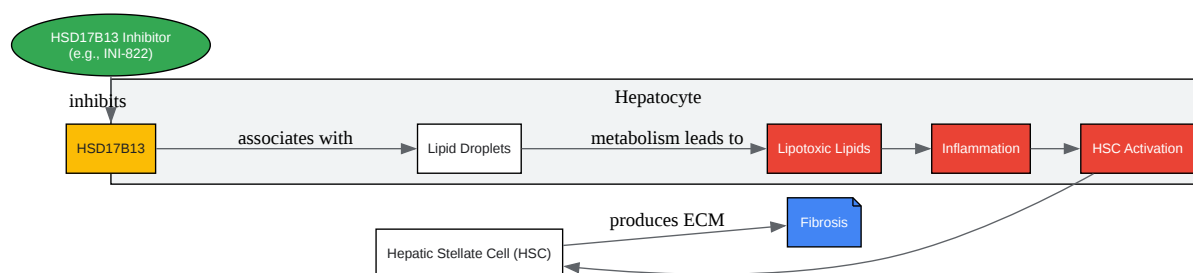 HSD17B13 Inhibitor
(e.g., INI-822)
inhibits
Hepatocyte
HSD17B13
associates with
Lipid Droplets
metabolism leads to
Lipotoxic Lipids
Inflammation
HSC Activation
produces ECM
Fibrosis
Hepatic Stellate Cell (HSC)